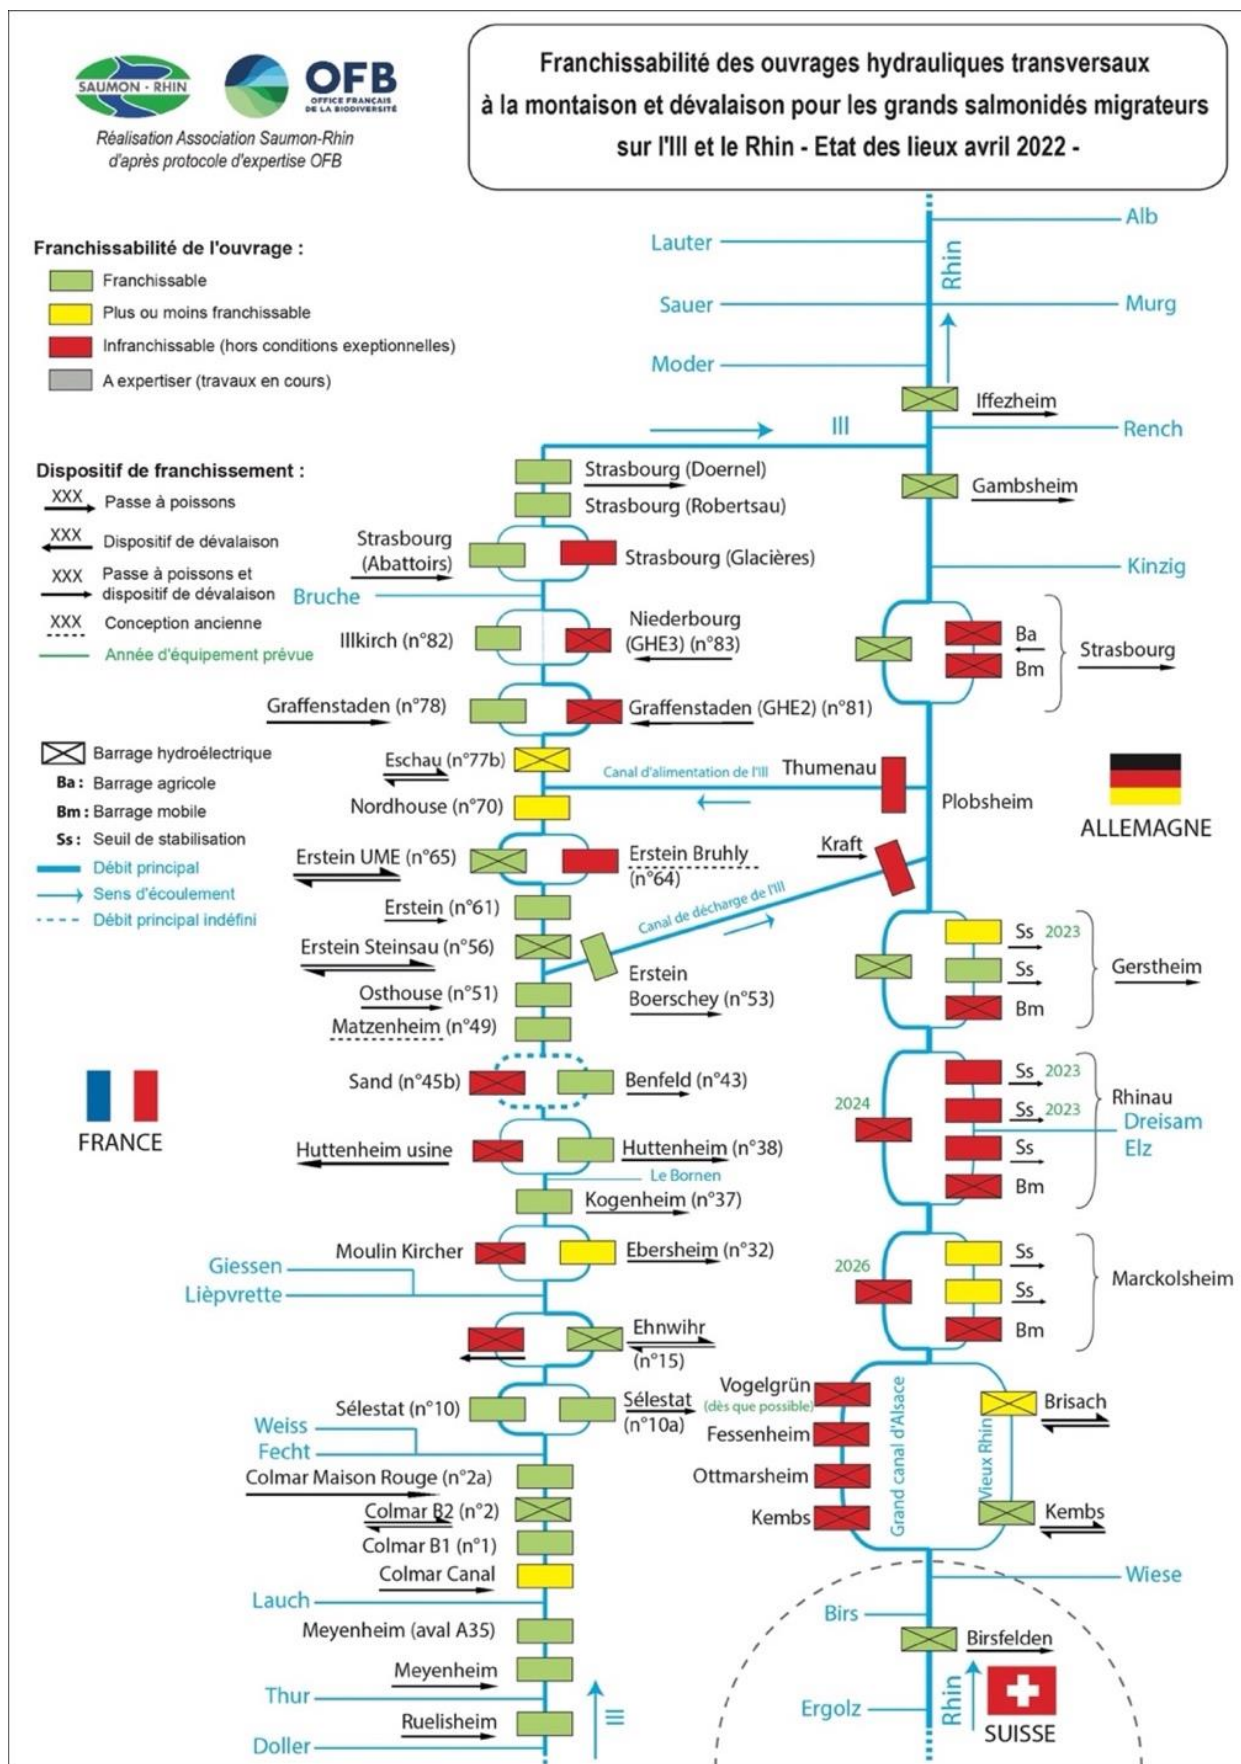 SAUMON - RHIN
OFB
OFFICE FRANÇAIS
DE LA BIODIVERSITÉ
Réalisation Association Saumon-Rhin
d'après protocole d'expertise OFB
Franchissabilité des ouvrages hydrauliques transversaux
à la montaison et dévalaison pour les grands salmonidés migrateurs
sur l'Ill et le Rhin - Etat des lieux avril 2022 -
Franchissabilité de l'ouvrage :
Franchissable
Plus ou moins franchissable
Infranchissable (hors conditions exeptionnelles)
A expertiser (travaux en cours)
Dispositif de franchissement :
XXX Passe à poissons
XXX Dispositif de dévalaison
XXX Passe à poissons et
dispositif de dévalaison
XXX Conception ancienne
Année d'équipement prévue
Barrage hydroélectrique
Ba : Barrage agricole
Bm : Barrage mobile
Ss : Seuil de stabilisation
Débit principal
Sens d'écoulement
Débit principal indéfini
FRANCE
Ill
Strasbourg (Doernel)
Strasbourg (Robertsau)
Strasbourg
(Abattoirs)
Strasbourg (Glacières)
Bruche
Illkirch (n°82)
Niederbourg
(GHE3) (n°83)
Graffenstaden (n°78)
Graffenstaden (GHE2) (n°81)
Eschau (n°77b)
Canal d'alimentation de l'Ill
Thumenau
Nordhouse (n°70)
Kraft
Erstein UME (n°65)
Erstein Bruhly
(n°64)
Erstein (n°61)
Canal de décharge de l'Ill
Erstein Steinsau (n°56)
Erstein
Boerschey (n°53)
Osthouse (n°51)
Matzenheim (n°49)
Sand (n°45b)
Benfeld (n°43)
Huttenheim usine
Huttenheim (n°38)
Le Bornen
Kogenheim (n°37)
Moulin Kircher
Ebersheim (n°32)
Giessen
Lièpvrette
Ehnwihr
(n°15)
Sélestat (n°10)
Sélestat
(n°10a)
Weiss
Fecht
Colmar Maison Rouge (n°2a)
Colmar B2 (n°2)
Colmar B1 (n°1)
Colmar Canal
Lauch
Meyenheim (aval A35)
Meyenheim
Thur
Ruelisheim
Doller
Ill
Alb
Lauter
Rhin
Sauer
Murg
Moder
Iffezheim
Rench
Gambsheim
Kinzig
Ba
Bm
Strasbourg
Plobsheim
ALLEMAGNE
Ss 2023
Ss
Bm
Gerstheim
2024
Ss 2023
Ss 2023
Ss
Bm
Rhinau
Dreisam
Elz
2026
Ss
Ss
Bm
Marckolsheim
Vogelgrün
(dès que possible)
Fessenheim
Ottmarsheim
Kembs
Grand canal d'Alsace
Vieux Rhin
Brisach
Kembs
Wiese
Birs
Birsfelden
Ergolz
Rhin
SUISSE